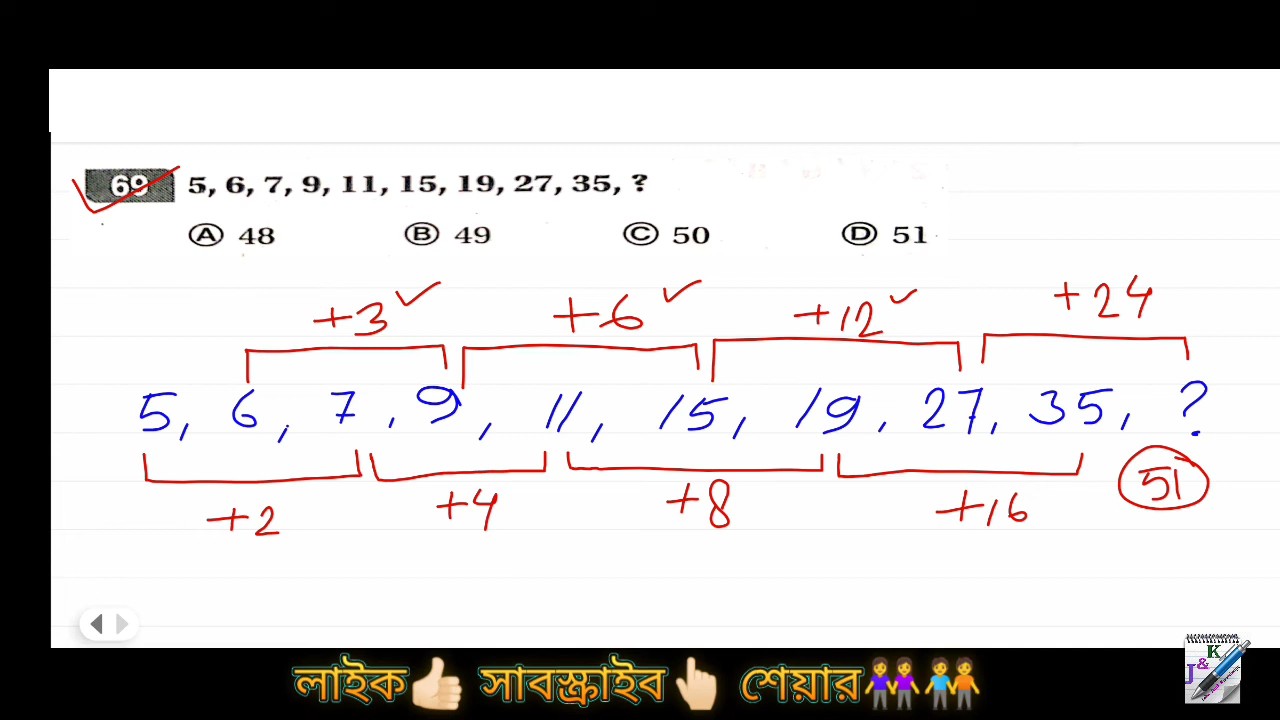 69 5, 6, 7, 9, 11, 15, 19, 27, 35, ?
Ⓐ 48 Ⓑ 49 Ⓒ 50 Ⓓ 51
+3 +6 +12 +24
5, 6, 7, 9, 11, 15, 19, 27, 35, ?
+2 +4 +8 +16 51
লাইক সাবস্ক্রাইব শেয়ার
J & K